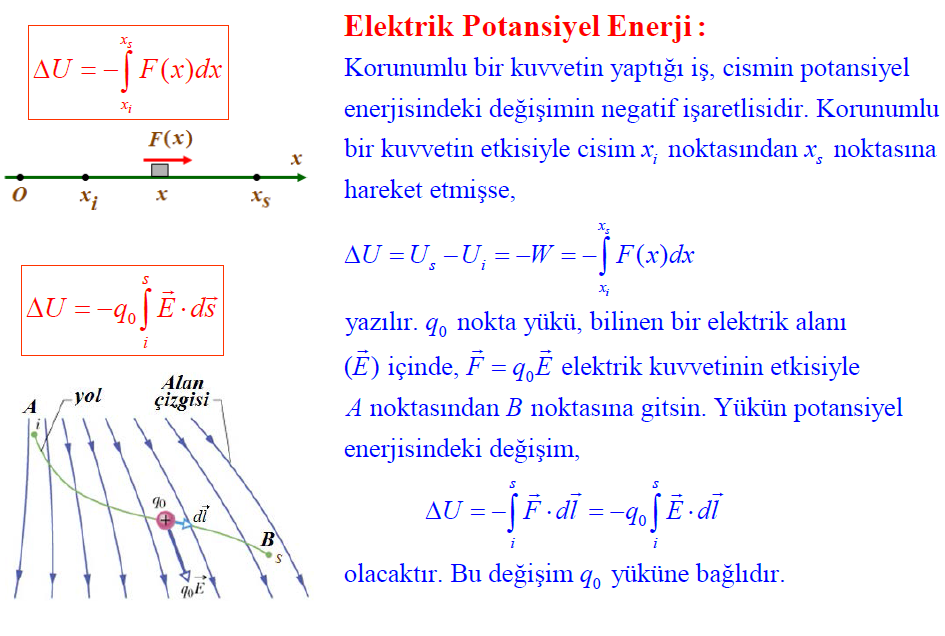 ΔU = −∫_{x_i}^{x_s} F(x)dx
F(x)
x
O x_i x x_s
ΔU = −q₀ ∫_i^s E⃗ · ds⃗
A
i
yol
Alan
çizgisi
q₀
+
dl⃗
B
s
q₀E⃗
Elektrik Potansiyel Enerji :
Korunumlu bir kuvvetin yaptığı iş, cismin potansiyel
enerjisindeki değişimin negatif işaretlisidir. Korunumlu
bir kuvvetin etkisiyle cisim x_i noktasından x_s noktasına
hareket etmişse,
ΔU = U_s − U_i = −W = −∫_{x_i}^{x_s} F(x)dx
yazılır. q₀ nokta yükü, bilinen bir elektrik alanı
(E⃗) içinde, F⃗ = q₀E⃗ elektrik kuvvetinin etkisiyle
A noktasından B noktasına gitsin. Yükün potansiyel
enerjisindeki değişim,
ΔU = −∫_i^s F⃗ · dl⃗ = −q₀ ∫_i^s E⃗ · dl⃗
olacaktır. Bu değişim q₀ yüküne bağlıdır.